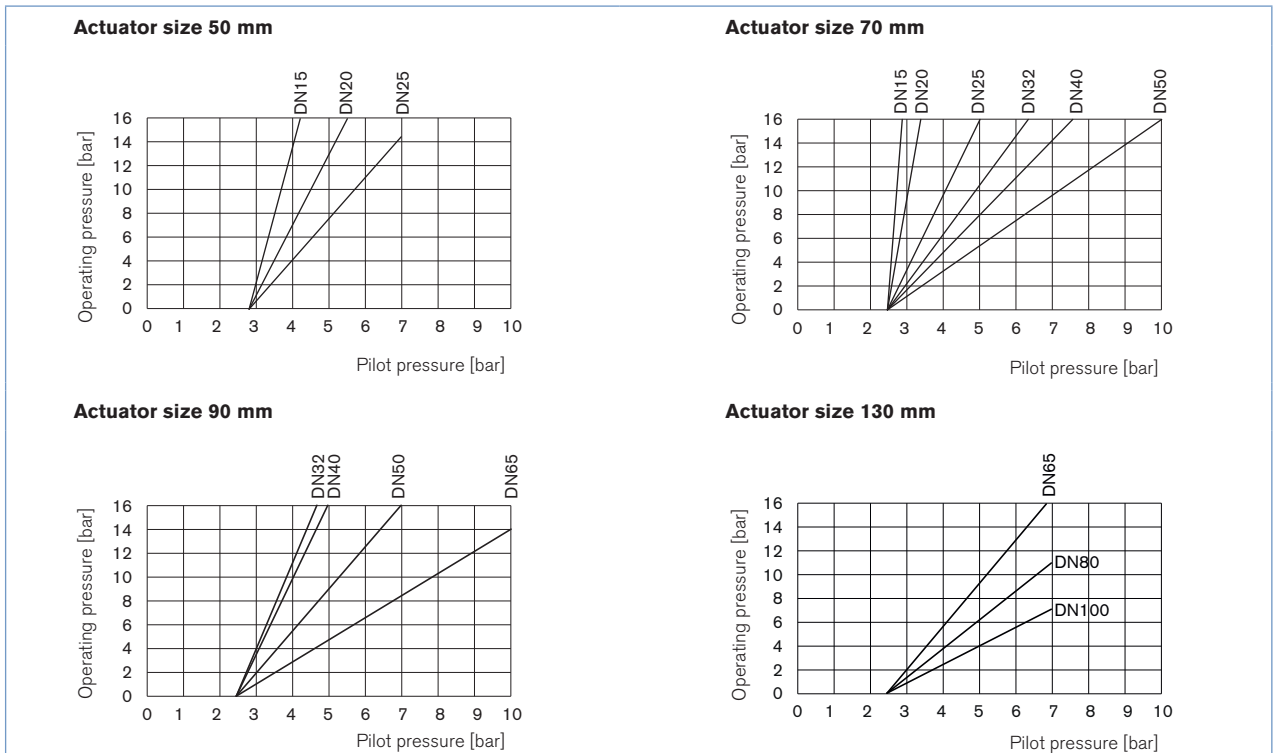 Actuator size 50 mm
DN15 DN20 DN25
Operating pressure [bar]
16
14
12
10
8
6
4
2
0
0 1 2 3 4 5 6 7 8 9 10
Pilot pressure [bar]
Actuator size 70 mm
DN15 DN20 DN25 DN32 DN40 DN50
Operating pressure [bar]
16
14
12
10
8
6
4
2
0
0 1 2 3 4 5 6 7 8 9 10
Pilot pressure [bar]
Actuator size 90 mm
DN32 DN40 DN50 DN65
Operating pressure [bar]
16
14
12
10
8
6
4
2
0
0 1 2 3 4 5 6 7 8 9 10
Pilot pressure [bar]
Actuator size 130 mm
DN65
Operating pressure [bar]
16
14
12
DN80
10
8
DN100
6
4
2
0
0 1 2 3 4 5 6 7 8 9 10
Pilot pressure [bar]